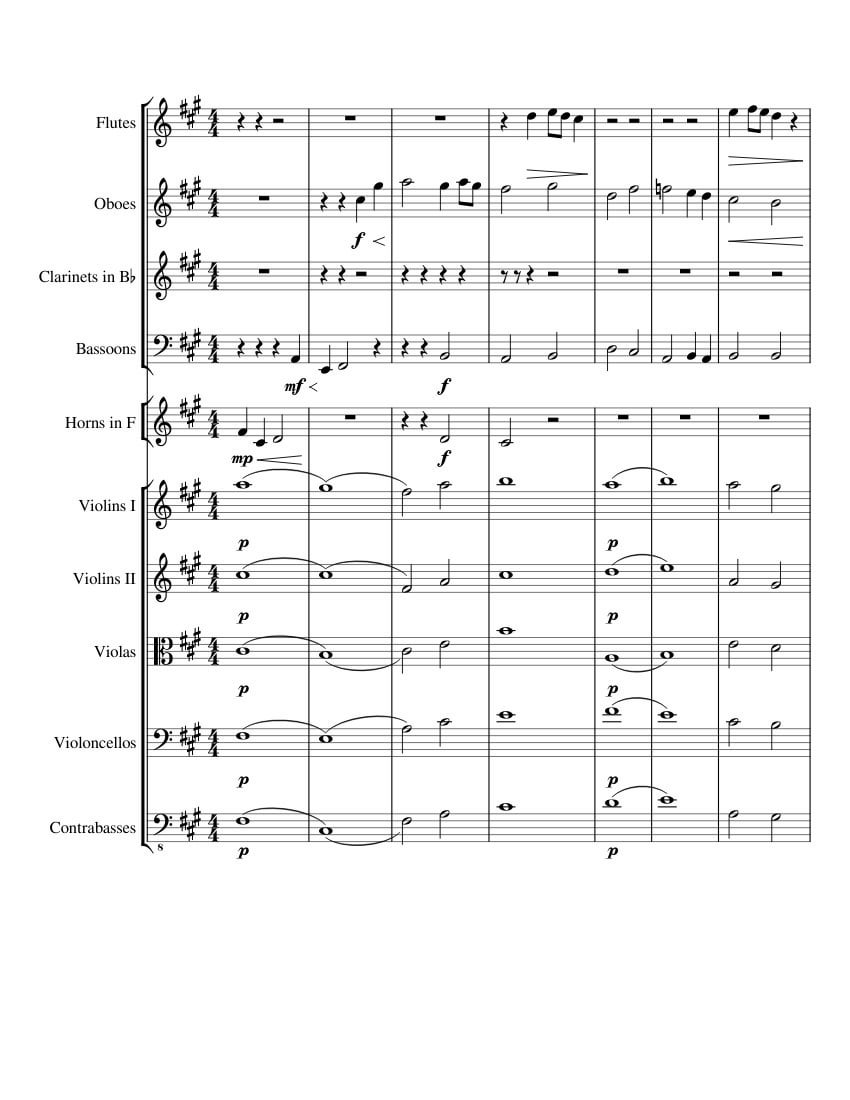 Flutes
Oboes
f
Clarinets in B♭
Bassoons
mf f
Horns in F
mp f
Violins I
p p
Violins II
p p
Violas
p p
Violoncellos
p p
Contrabasses
8
p p